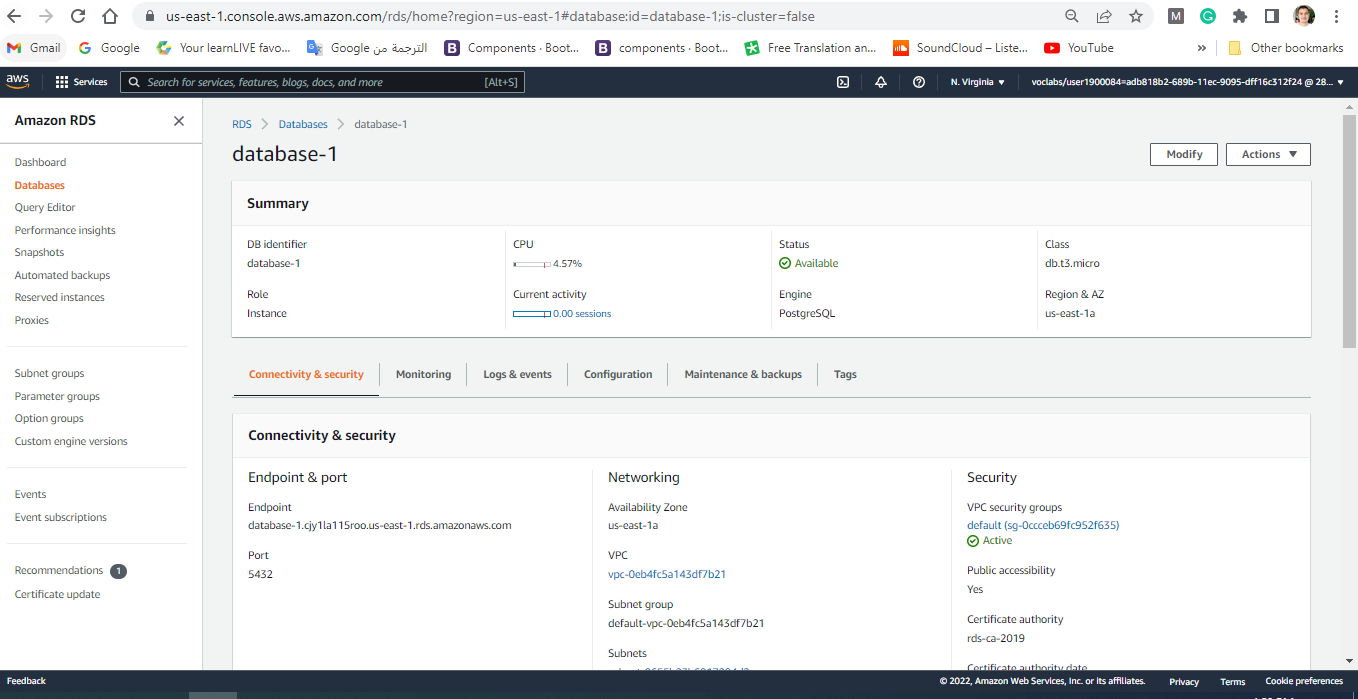 us-east-1.console.aws.amazon.com/rds/home?region=us-east-1#database:id=database-1;is-cluster=false
M
G
Gmail
Google
Your learnLIVE favo...
الترجمة من Google
B Components · Boot...
B components · Boot...
Free Translation an...
SoundCloud – Liste...
YouTube
»
Other bookmarks
aws
Services
Search for services, features, blogs, docs, and more [Alt+S]
N. Virginia ▼
voclabs/user1900084=adb818b2-689b-11ec-9095-dff16c312f24 @ 28... ▼
Amazon RDS
Dashboard
Databases
Query Editor
Performance insights
Snapshots
Automated backups
Reserved instances
Proxies
Subnet groups
Parameter groups
Option groups
Custom engine versions
Events
Event subscriptions
Recommendations 1
Certificate update
RDS > Databases > database-1
database-1
Modify
Actions ▼
Summary
DB identifier
database-1
CPU
4.57%
Status
Available
Class
db.t3.micro
Role
Instance
Current activity
0.00 sessions
Engine
PostgreSQL
Region & AZ
us-east-1a
Connectivity & security
Monitoring
Logs & events
Configuration
Maintenance & backups
Tags
Connectivity & security
Endpoint & port
Endpoint
database-1.cjy1la115roo.us-east-1.rds.amazonaws.com
Port
5432
Networking
Availability Zone
us-east-1a
VPC
vpc-0eb4fc5a143df7b21
Subnet group
default-vpc-0eb4fc5a143df7b21
Subnets
Security
VPC security groups
default (sg-0ccceb69fc952f635)
Active
Public accessibility
Yes
Certificate authority
rds-ca-2019
Certificate authority date
Feedback
© 2022, Amazon Web Services, Inc. or its affiliates.
Privacy
Terms
Cookie preferences